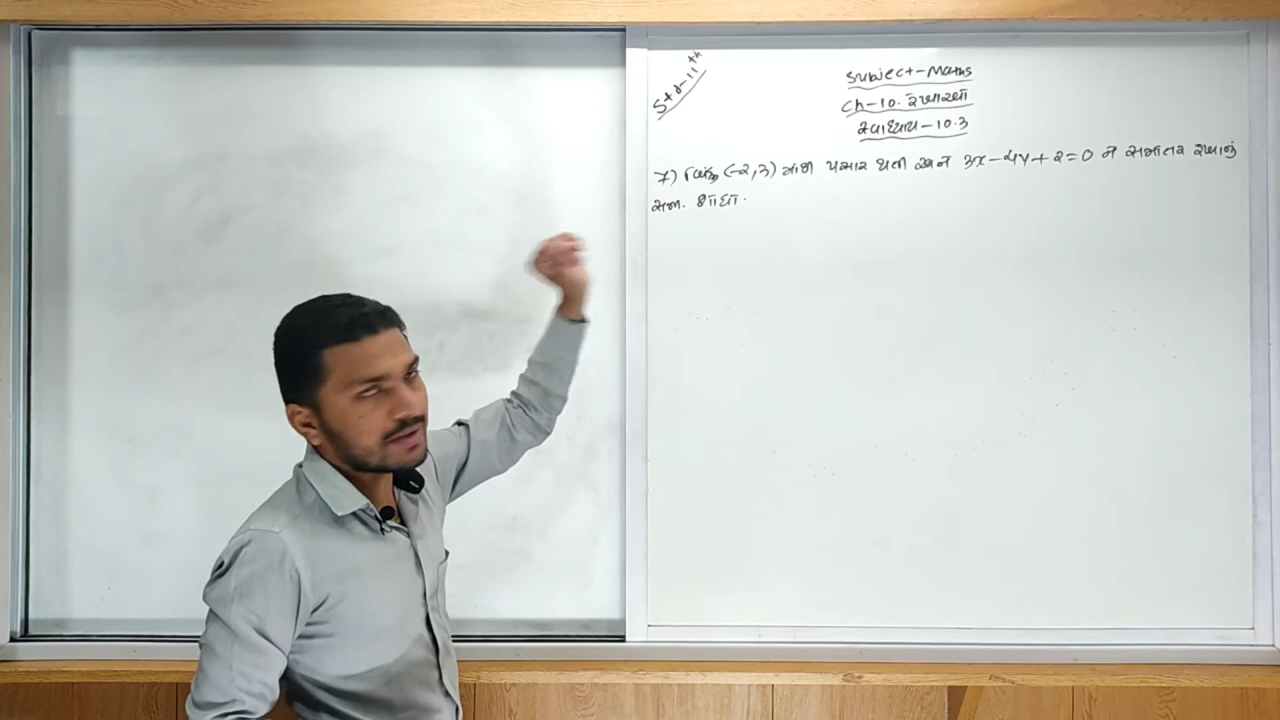 Std-11th
Subject-Maths
Ch-10. રેખાઓ
સ્વાધ્યાય-10.3
7) બિંદુ (-2,3) માંથી પસાર થતી અને 3x-4y+2=0 ને સમાંતર રેખાનું
સમી. શોધો.